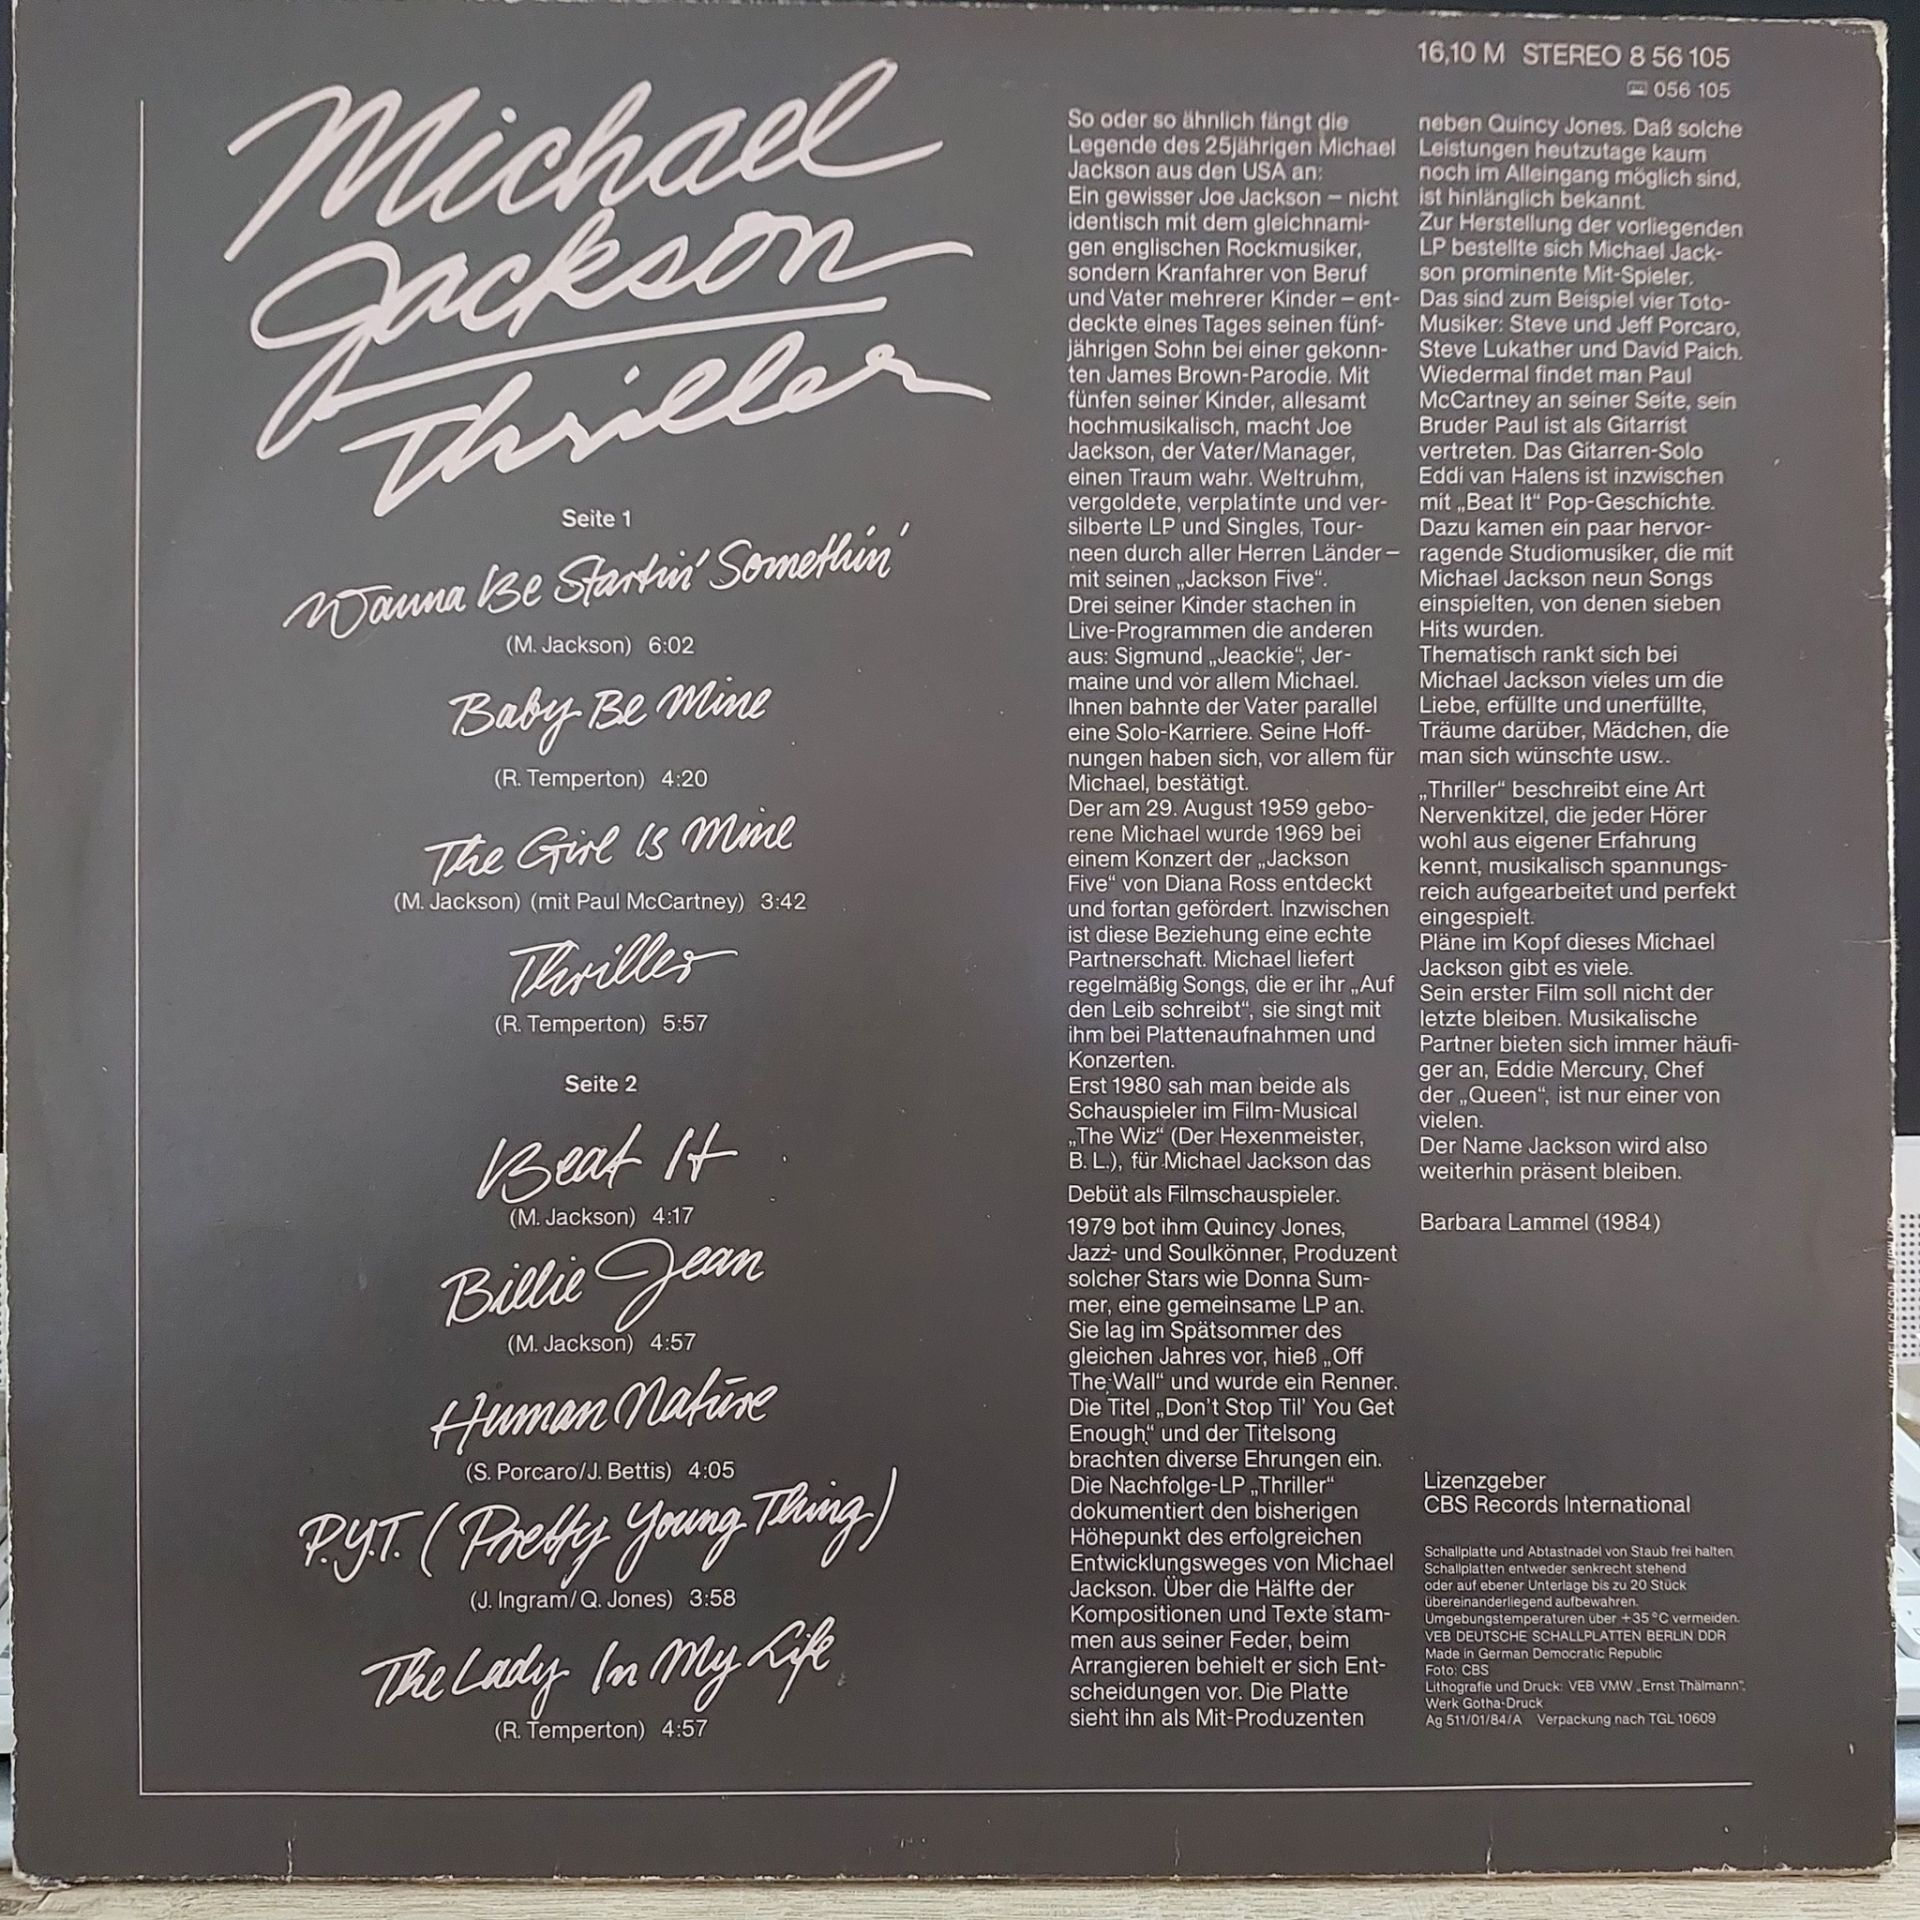 16,10 M STEREO 8 56 105
056 105
Michael
Jackson
Thriller
Seite 1
Wanna Be Startin' Somethin'
(M. Jackson) 6:02
Baby Be Mine
(R. Temperton) 4:20
The Girl Is Mine
(M. Jackson) (mit Paul McCartney) 3:42
Thriller
(R. Temperton) 5:57
Seite 2
Beat It
(M. Jackson) 4:17
Billie Jean
(M. Jackson) 4:57
Human Nature
(S. Porcaro/J. Bettis) 4:05
P.Y.T. (Pretty Young Thing)
(J. Ingram/Q. Jones) 3:58
The Lady In My Life
(R. Temperton) 4:57
So oder so ähnlich fängt die
Legende des 25jährigen Michael
Jackson aus den USA an:
Ein gewisser Joe Jackson – nicht
identisch mit dem gleichnami-
gen englischen Rockmusiker,
sondern Kranfahrer von Beruf
und Vater mehrerer Kinder – ent-
deckte eines Tages seinen fünf-
jährigen Sohn bei einer gekonn-
ten James Brown-Parodie. Mit
fünfen seiner Kinder, allesamt
hochmusikalisch, macht Joe
Jackson, der Vater/Manager,
einen Traum wahr. Weltruhm,
vergoldete, verplatinte und ver-
silberte LP und Singles, Tour-
neen durch aller Herren Länder –
mit seinen „Jackson Five“.
Drei seiner Kinder stachen in
Live-Programmen die anderen
aus: Sigmund „Jeackie“, Jer-
maine und vor allem Michael.
Ihnen bahnte der Vater parallel
eine Solo-Karriere. Seine Hoff-
nungen haben sich, vor allem für
Michael, bestätigt.
Der am 29. August 1959 gebo-
rene Michael wurde 1969 bei
einem Konzert der „Jackson
Five“ von Diana Ross entdeckt
und fortan gefördert. Inzwischen
ist diese Beziehung eine echte
Partnerschaft. Michael liefert
regelmäßig Songs, die er ihr „Auf
den Leib schreibt“, sie singt mit
ihm bei Plattenaufnahmen und
Konzerten.
Erst 1980 sah man beide als
Schauspieler im Film-Musical
„The Wiz“ (Der Hexenmeister,
B. L.), für Michael Jackson das
Debüt als Filmschauspieler.
1979 bot ihm Quincy Jones,
Jazz- und Soulkönner, Produzent
solcher Stars wie Donna Sum-
mer, eine gemeinsame LP an.
Sie lag im Spätsommer des
gleichen Jahres vor, hieß „Off
The Wall“ und wurde ein Renner.
Die Titel „Don't Stop Til' You Get
Enough“ und der Titelsong
brachten diverse Ehrungen ein.
Die Nachfolge-LP „Thriller“
dokumentiert den bisherigen
Höhepunkt des erfolgreichen
Entwicklungsweges von Michael
Jackson. Über die Hälfte der
Kompositionen und Texte stam-
men aus seiner Feder, beim
Arrangieren behielt er sich Ent-
scheidungen vor. Die Platte
sieht ihn als Mit-Produzenten
neben Quincy Jones. Daß solche
Leistungen heutzutage kaum
noch im Alleingang möglich sind,
ist hinlänglich bekannt.
Zur Herstellung der vorliegenden
LP bestellte sich Michael Jack-
son prominente Mit-Spieler.
Das sind zum Beispiel vier Toto-
Musiker: Steve und Jeff Porcaro,
Steve Lukather und David Paich.
Wiedermal findet man Paul
McCartney an seiner Seite, sein
Bruder Paul ist als Gitarrist
vertreten. Das Gitarren-Solo
Eddi van Halens ist inzwischen
mit „Beat It“ Pop-Geschichte.
Dazu kamen ein paar hervor-
ragende Studiomusiker, die mit
Michael Jackson neun Songs
einspielten, von denen sieben
Hits wurden.
Thematisch rankt sich bei
Michael Jackson vieles um die
Liebe, erfüllte und unerfüllte,
Träume darüber, Mädchen, die
man sich wünschte usw..
„Thriller“ beschreibt eine Art
Nervenkitzel, die jeder Hörer
wohl aus eigener Erfahrung
kennt, musikalisch spannungs-
reich aufgearbeitet und perfekt
eingespielt.
Pläne im Kopf dieses Michael
Jackson gibt es viele.
Sein erster Film soll nicht der
letzte bleiben. Musikalische
Partner bieten sich immer häufi-
ger an, Eddie Mercury, Chef
der „Queen“, ist nur einer von
vielen.
Der Name Jackson wird also
weiterhin präsent bleiben.
Barbara Lammel (1984)
Lizenzgeber
CBS Records International
Schallplatte und Abtastnadel von Staub frei halten.
Schallplatten entweder senkrecht stehend
oder auf ebener Unterlage bis zu 20 Stück
übereinanderliegend aufbewahren.
Umgebungstemperaturen über +35 °C vermeiden.
VEB DEUTSCHE SCHALLPLATTEN BERLIN DDR
Made in German Democratic Republic
Foto: CBS
Lithografie und Druck: VEB VMW „Ernst Thälmann“,
Werk Gotha-Druck
Ag 511/01/84/A Verpackung nach TGL 10609